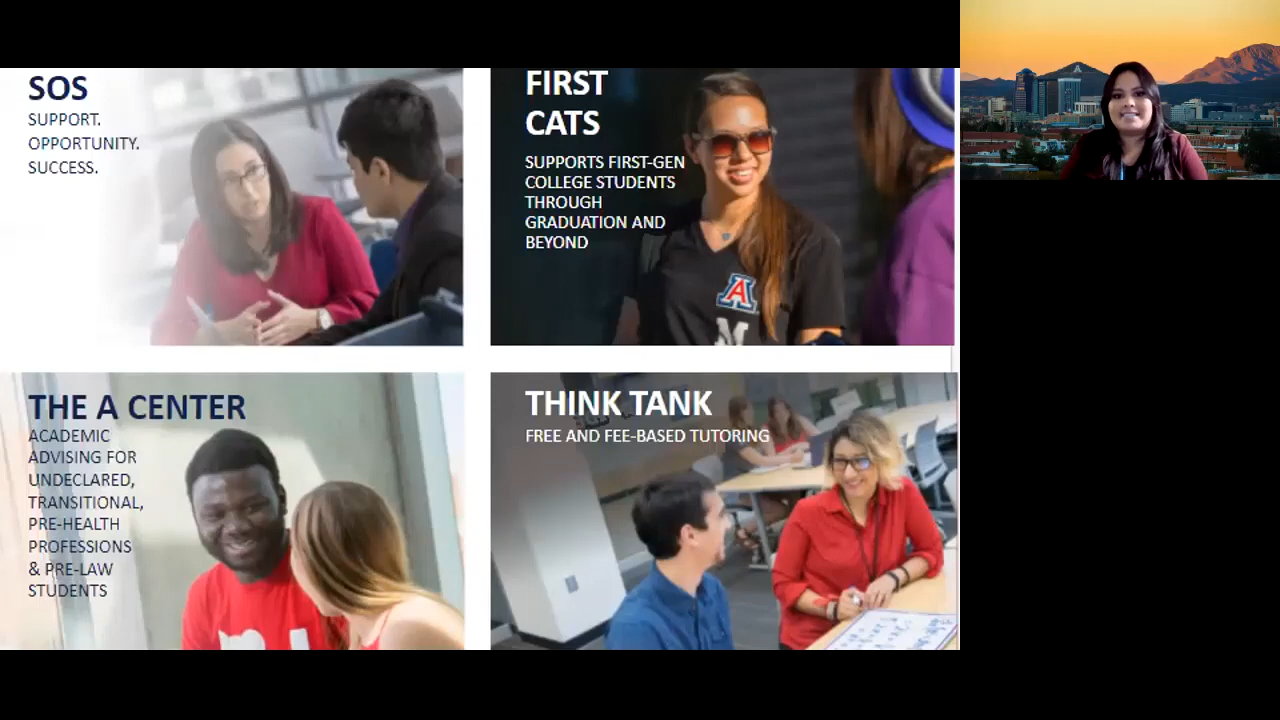 SOS
SUPPORT.
OPPORTUNITY.
SUCCESS.
FIRST
CATS
SUPPORTS FIRST-GEN
COLLEGE STUDENTS
THROUGH
GRADUATION AND
BEYOND
A
M
THE A CENTER
ACADEMIC
ADVISING FOR
UNDECLARED,
TRANSITIONAL,
PRE-HEALTH
PROFESSIONS
& PRE-LAW
STUDENTS
THINK TANK
FREE AND FEE-BASED TUTORING